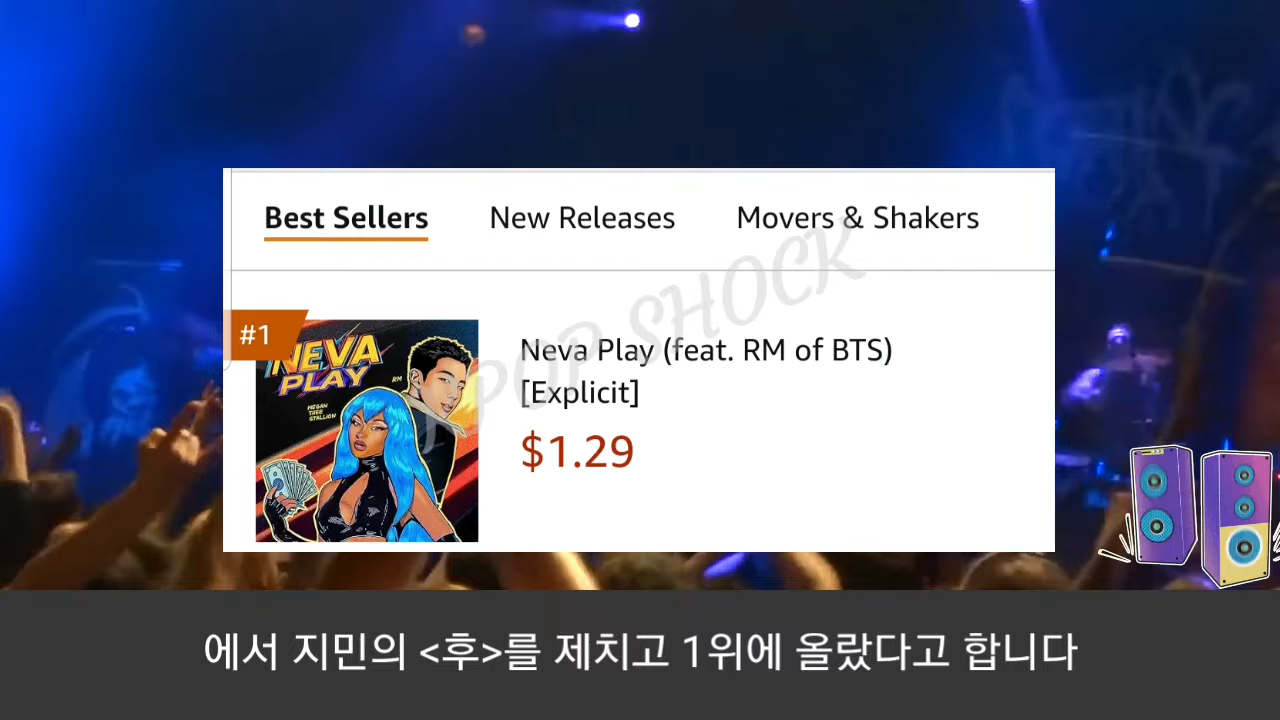 Best Sellers New Releases Movers & Shakers
#1
NEVA
PLAY
RM
MEGAN
THEE
STALLION
Neva Play (feat. RM of BTS)
[Explicit]
$1.29
KPOP SHOCK
에서 지민의 <후>를 제치고 1위에 올랐다고 합니다